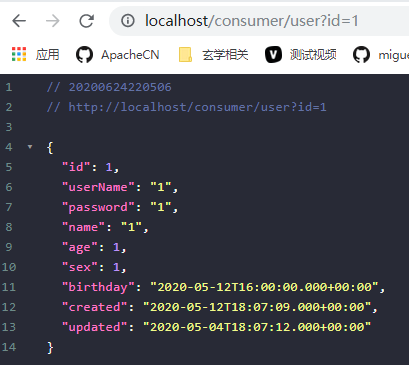 localhost/consumer/user?id=1
应用 ApacheCN 玄学相关 测试视频 migue
1 // 20200624220506
2 // http://localhost/consumer/user?id=1
3
4 {
5 "id": 1,
6 "userName": "1",
7 "password": "1",
8 "name": "1",
9 "age": 1,
10 "sex": 1,
11 "birthday": "2020-05-12T16:00:00.000+00:00",
12 "created": "2020-05-12T18:07:09.000+00:00",
13 "updated": "2020-05-04T18:07:12.000+00:00"
14 }